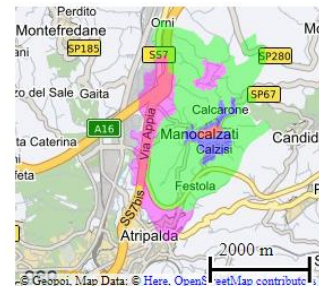 Perdito
Orni
Montefredane
SP185
S57
SP280
zo del Sale
Gaita
SP67
Calcarone
A16
Via Appia
Manocalzati
Candid
ta Caterina
Calzisi
feta
Festola
SS7bis
Atripalda
2000 m
© Geopoi, Map Data: © Here, OpenStreetMap contributo